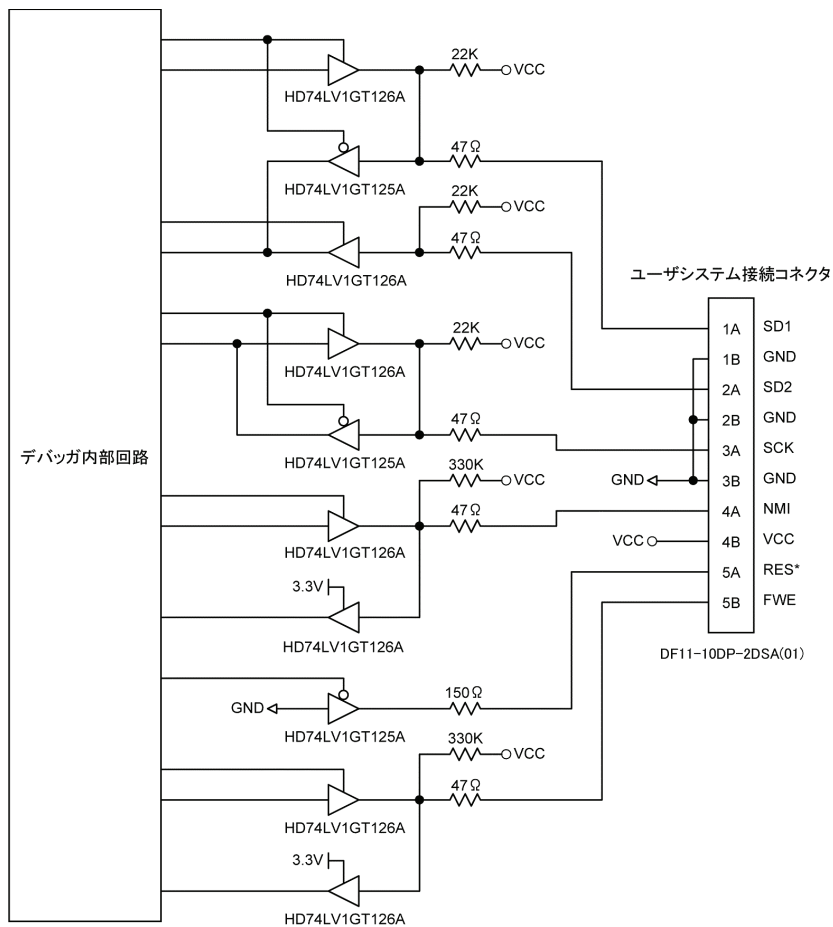 22K
VCC
HD74LV1GT126A
47Ω
HD74LV1GT125A
22K
VCC
47Ω
HD74LV1GT126A
ユーザシステム接続コネクタ
22K
VCC
HD74LV1GT126A
47Ω
HD74LV1GT125A
デバッガ内部回路
330K
VCC
47Ω
HD74LV1GT126A
3.3V
HD74LV1GT126A
1A SD1
1B GND
2A SD2
2B GND
3A SCK
GND 3B GND
4A NMI
VCC 4B VCC
5A RES*
5B FWE
DF11-10DP-2DSA(01)
150Ω
GND
HD74LV1GT125A
330K
VCC
47Ω
HD74LV1GT126A
3.3V
HD74LV1GT126A